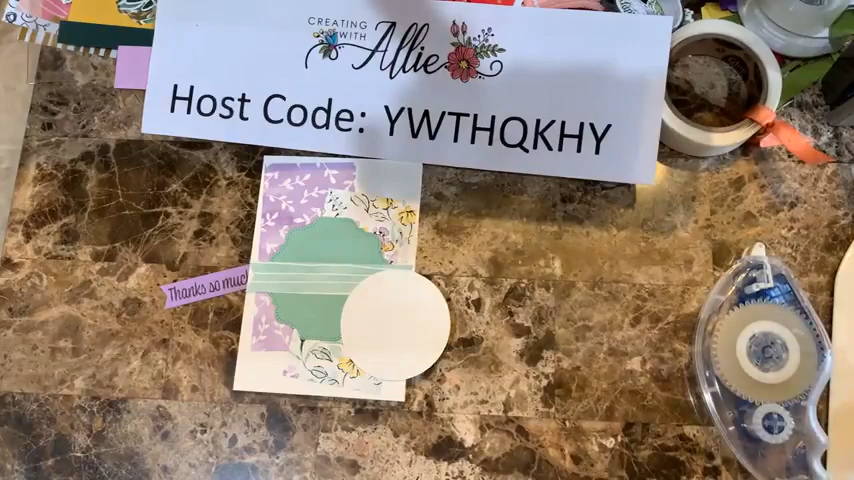 CREATING
WITH
Allie
Host Code: YWTHQKHY
Thanks so much